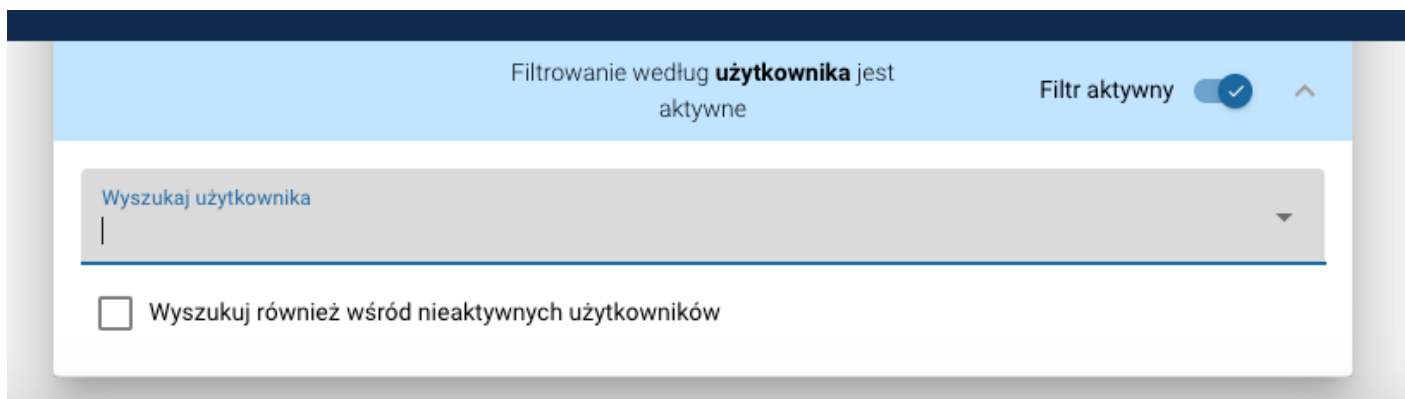 Filtrowanie według użytkownika jest
aktywne
Filtr aktywny
Wyszukaj użytkownika
Wyszukuj również wśród nieaktywnych użytkowników